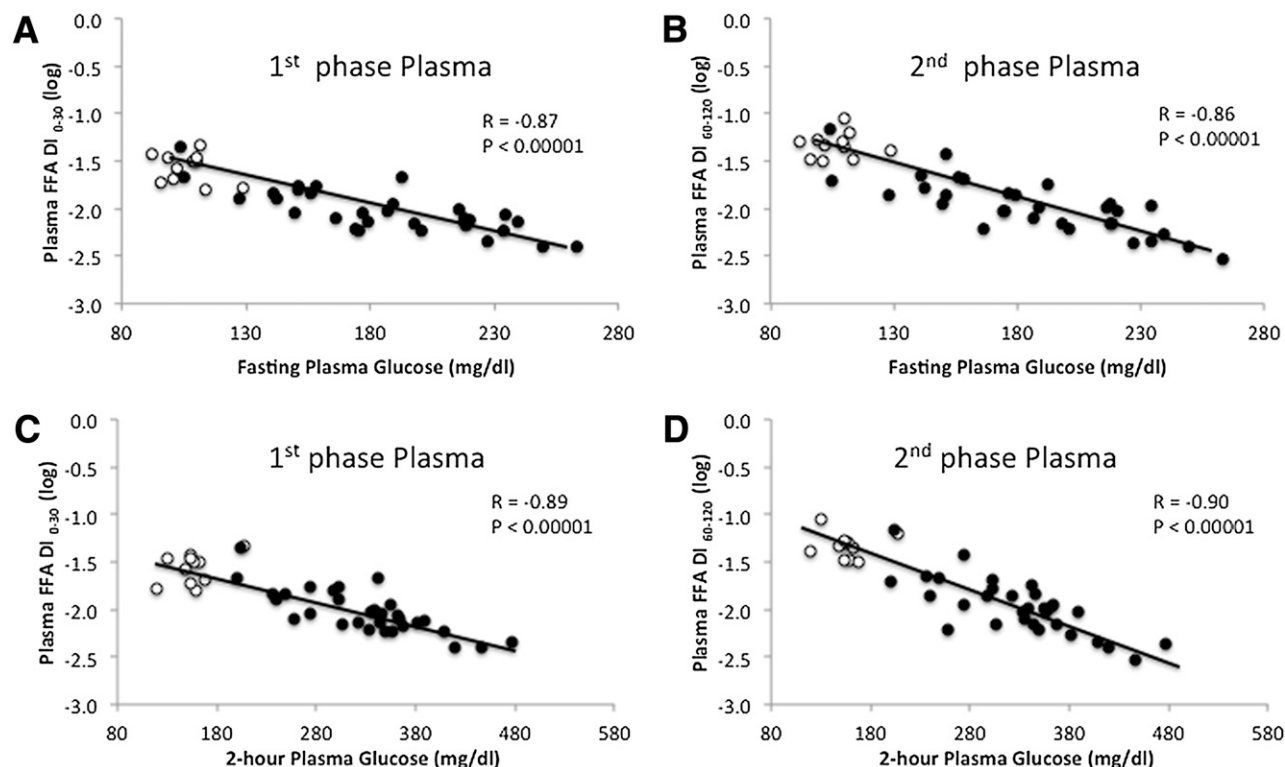 A
1st phase Plasma
R = -0.87
P < 0.00001
Plasma FFA DI 0-30 (log)
0.0
-0.5
-1.0
-1.5
-2.0
-2.5
-3.0
80 130 180 230 280
Fasting Plasma Glucose (mg/dl)
B
2nd phase Plasma
R = -0.86
P < 0.00001
Plasma FFA DI 60-120 (log)
0.0
-0.5
-1.0
-1.5
-2.0
-2.5
-3.0
80 130 180 230 280
Fasting Plasma Glucose (mg/dl)
C
1st phase Plasma
R = -0.89
P < 0.00001
Plasma FFA DI 0-30 (log)
0.0
-0.5
-1.0
-1.5
-2.0
-2.5
-3.0
80 180 280 380 480 580
2-hour Plasma Glucose (mg/dl)
D
2nd phase Plasma
R = -0.90
P < 0.00001
Plasma FFA DI 60-120 (log)
0.0
-0.5
-1.0
-1.5
-2.0
-2.5
-3.0
80 180 280 380 480 580
2-hour Plasma Glucose (mg/dl)